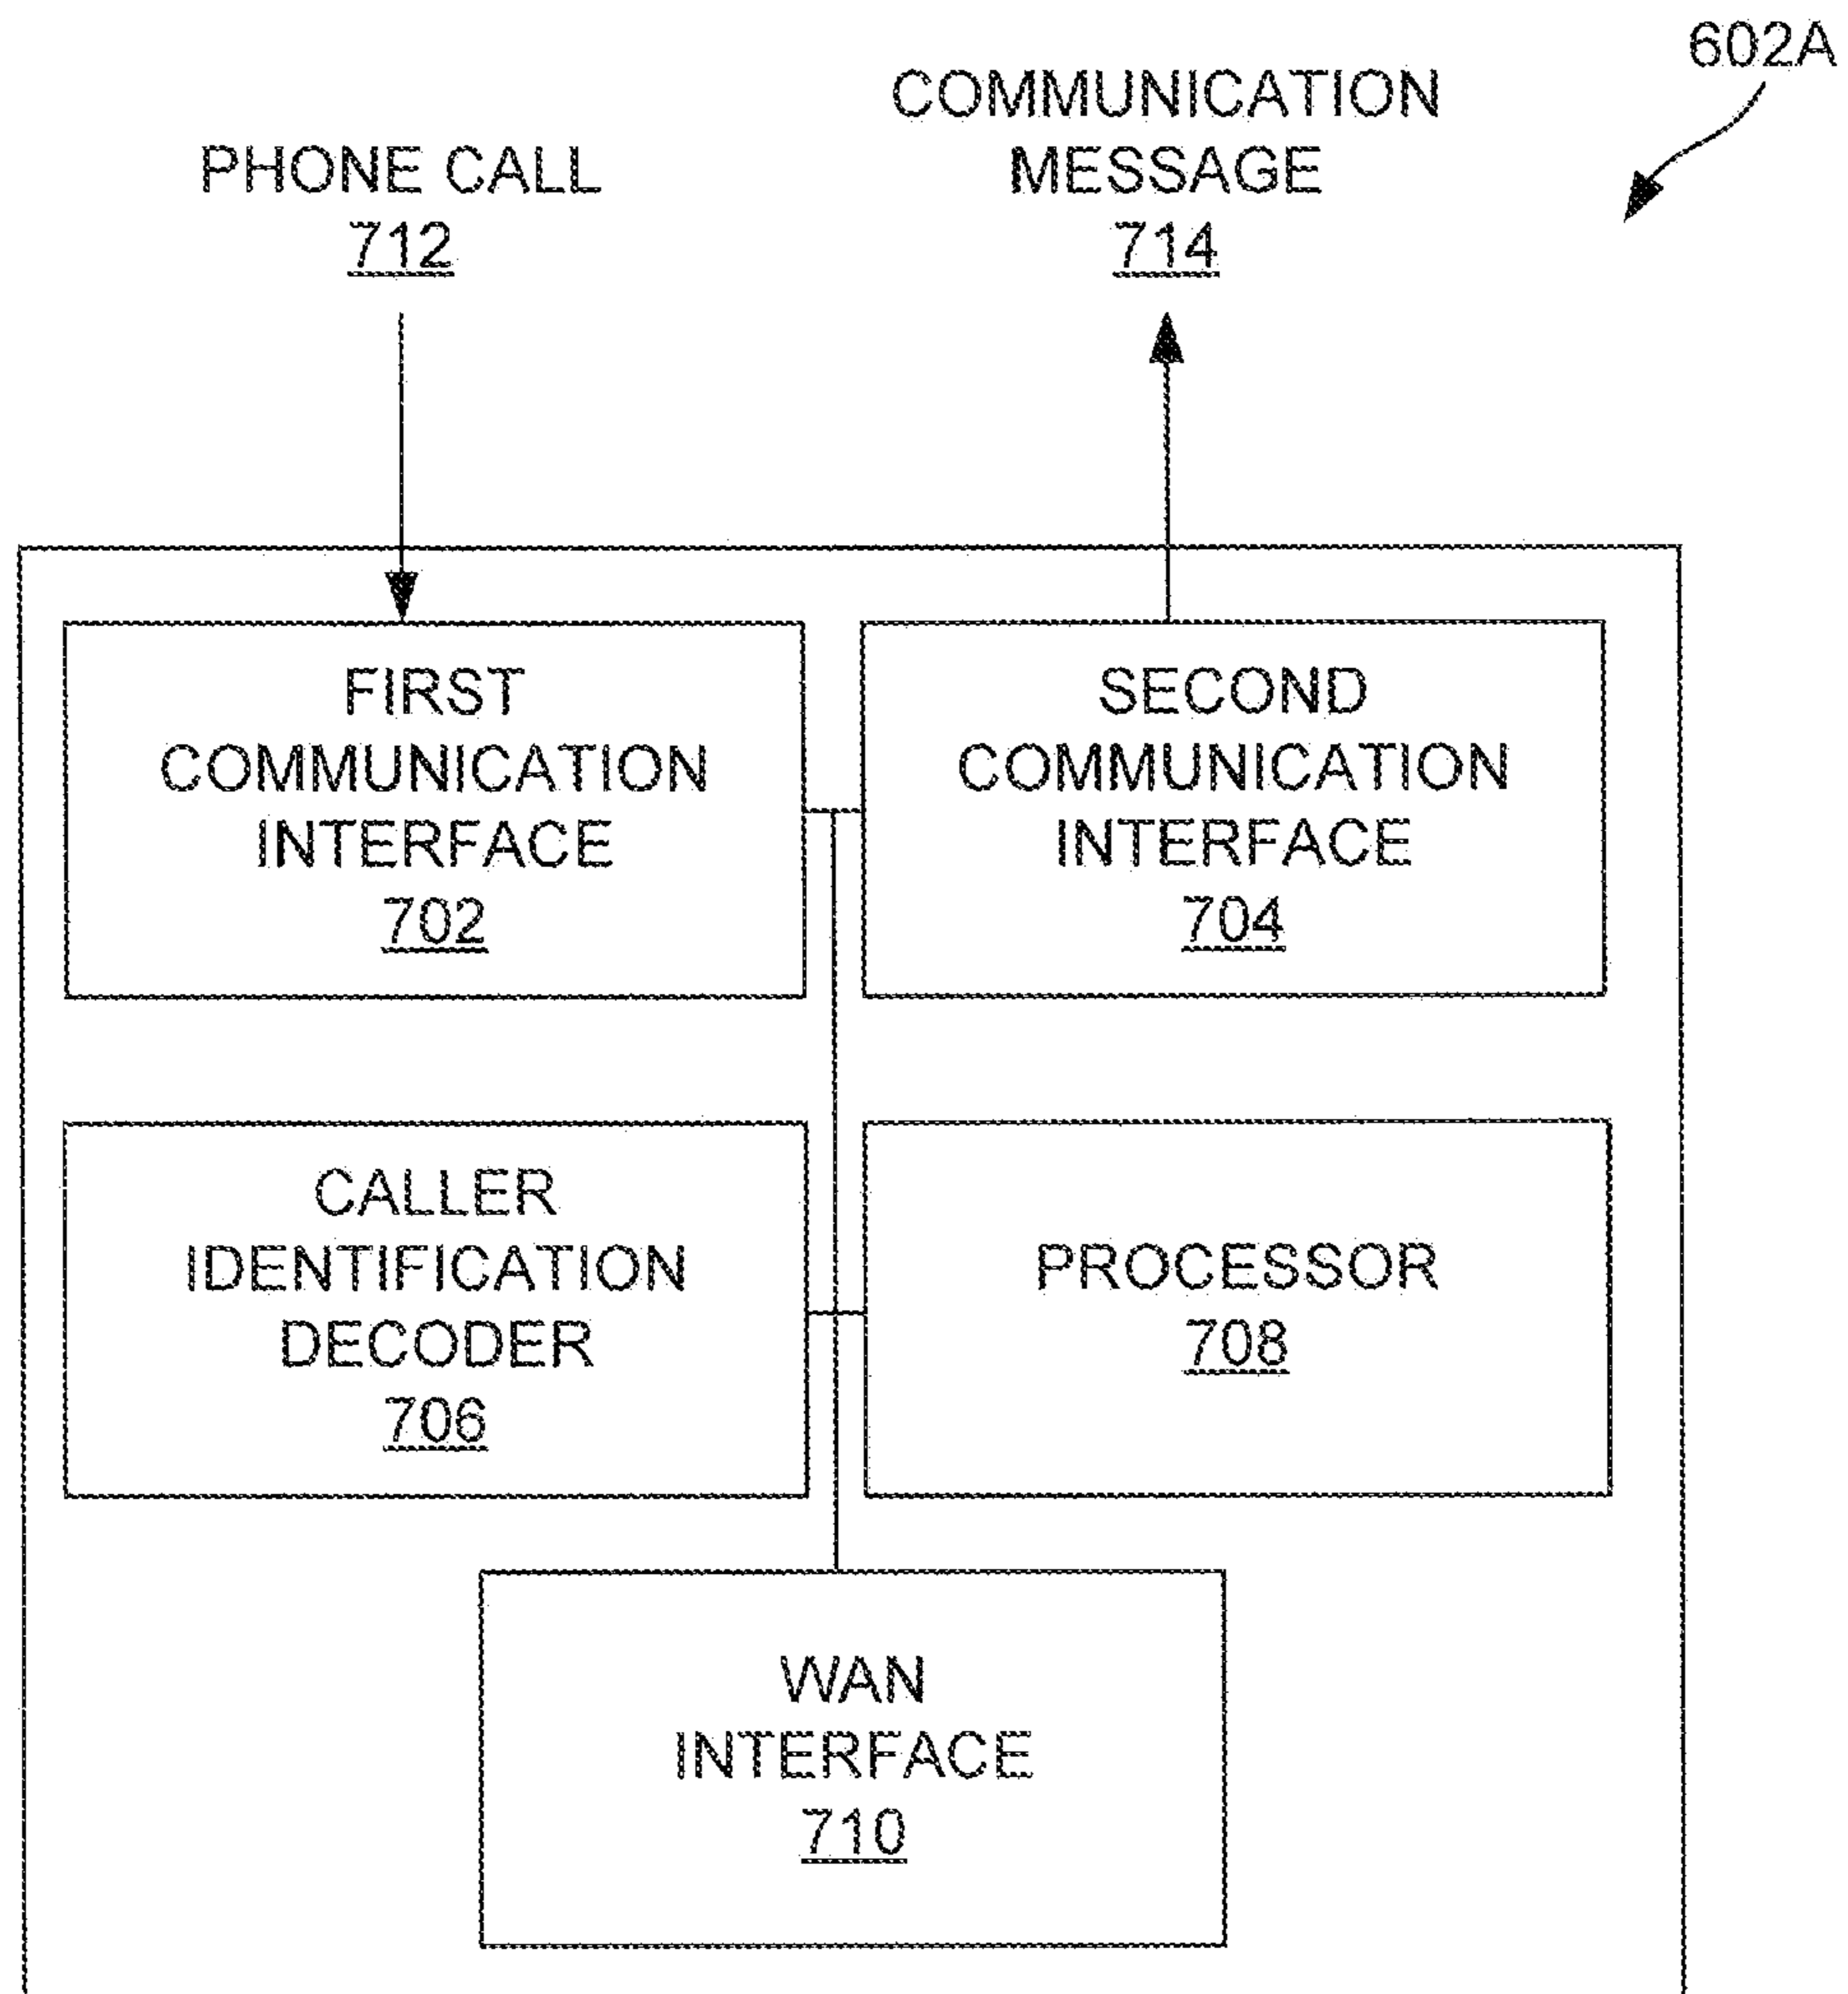 602A
COMMUNICATION
MESSAGE
714
PHONE CALL
712
FIRST
COMMUNICATION
INTERFACE
702
SECOND
COMMUNICATION
INTERFACE
704
CALLER
IDENTIFICATION
DECODER
706
PROCESSOR
708
WAN
INTERFACE
710